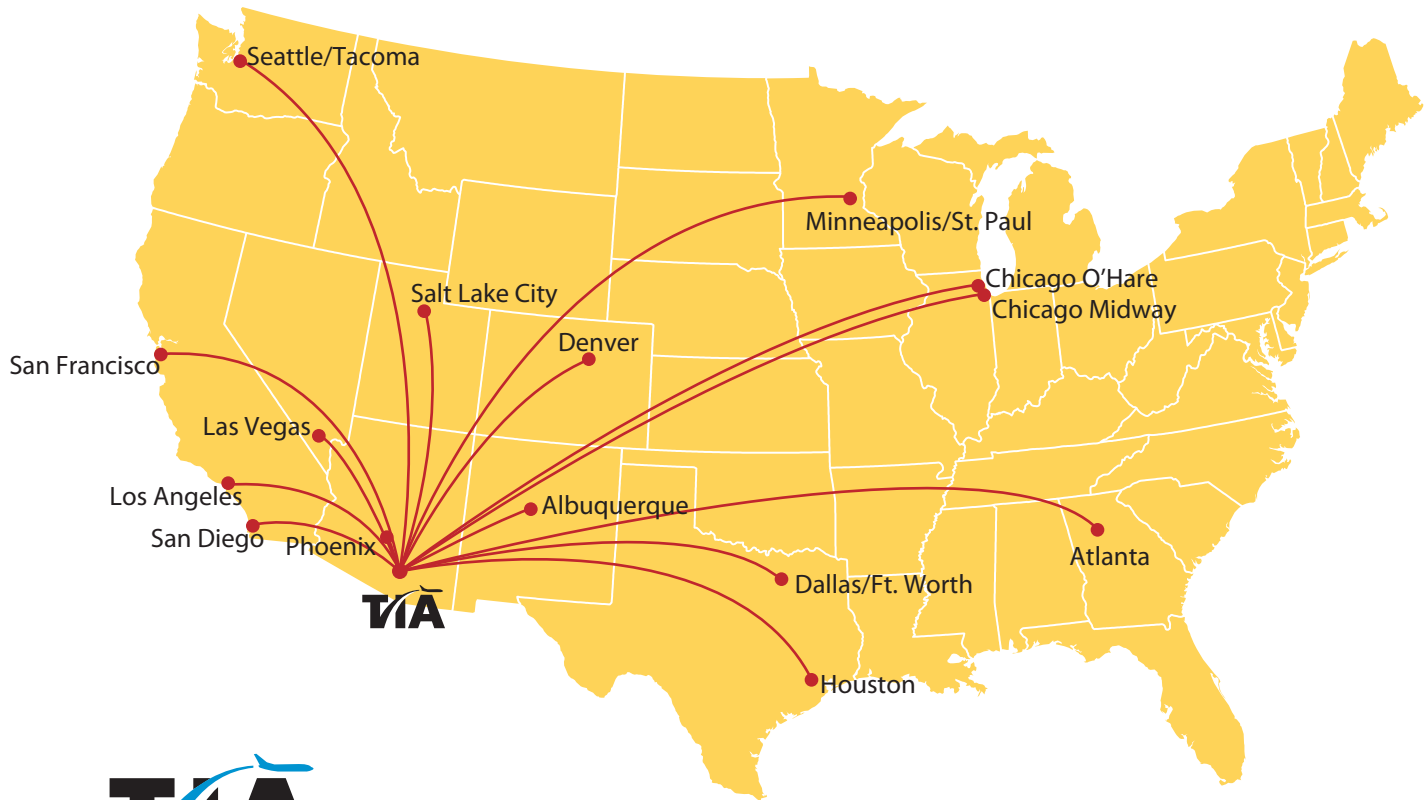 Seattle/Tacoma
Minneapolis/St. Paul
Chicago O'Hare
Salt Lake City
Chicago Midway
Denver
San Francisco
Las Vegas
Los Angeles
Albuquerque
San Diego
Phoenix
Atlanta
Dallas/Ft. Worth
TIA
Houston
TIA